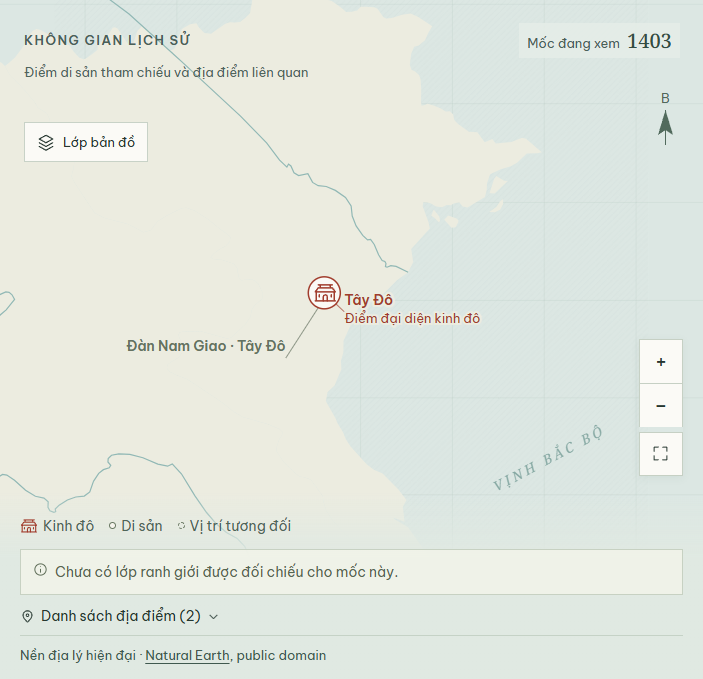 KHÔNG GIAN LỊCH SỬ
Điểm di sản tham chiếu và địa điểm liên quan
Mốc đang xem 1403
B
Lớp bản đồ
Tây Đô
Điểm đại diện kinh đô
Đàn Nam Giao · Tây Đô
+
−
VỊNH BẮC BỘ
Kinh đô Di sản Vị trí tương đối
Chưa có lớp ranh giới được đối chiếu cho mốc này.
Danh sách địa điểm (2)
Nền địa lý hiện đại · Natural Earth, public domain